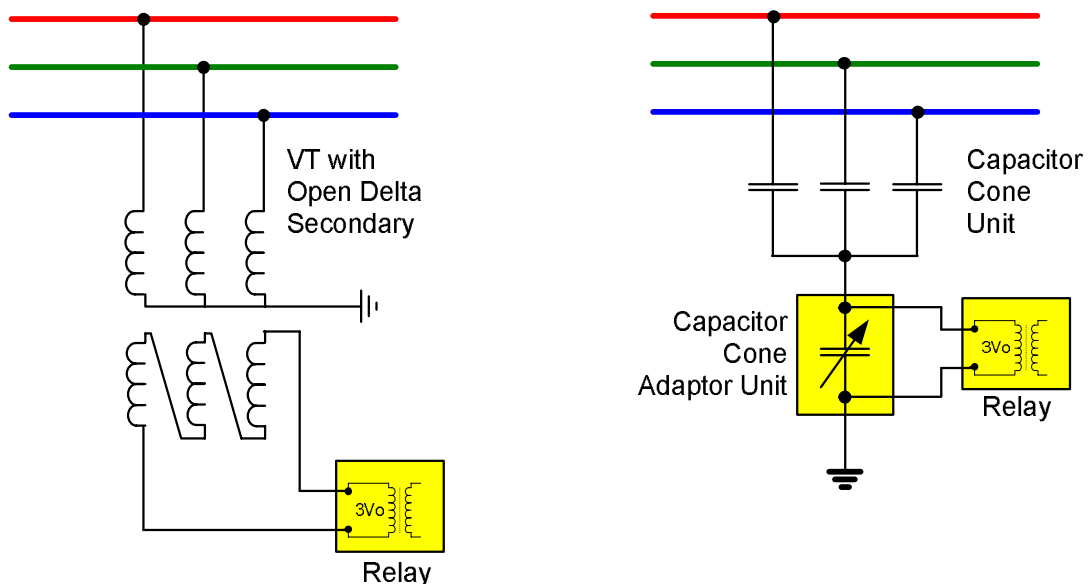 VT with
Open Delta
Secondary
3Vo
Relay
Capacitor
Cone
Unit
Capacitor
Cone
Adaptor Unit
3Vo
Relay